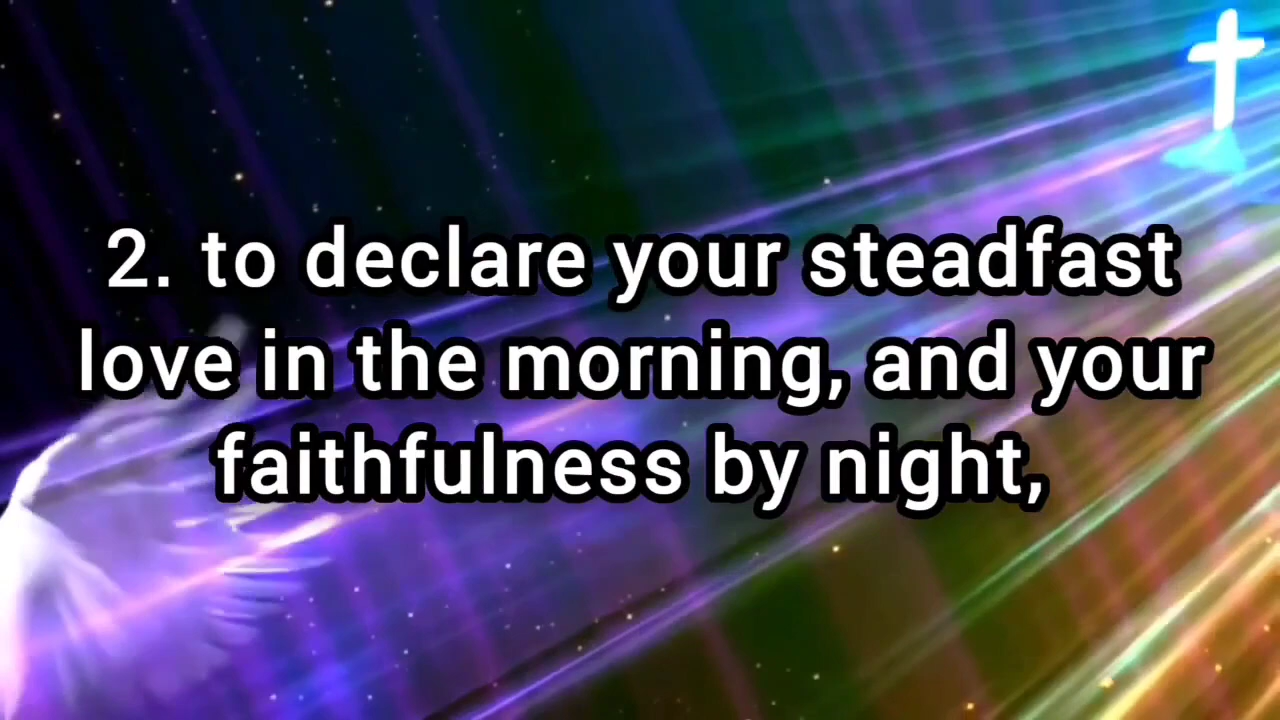 2. to declare your steadfast
love in the morning, and your
faithfulness by night,